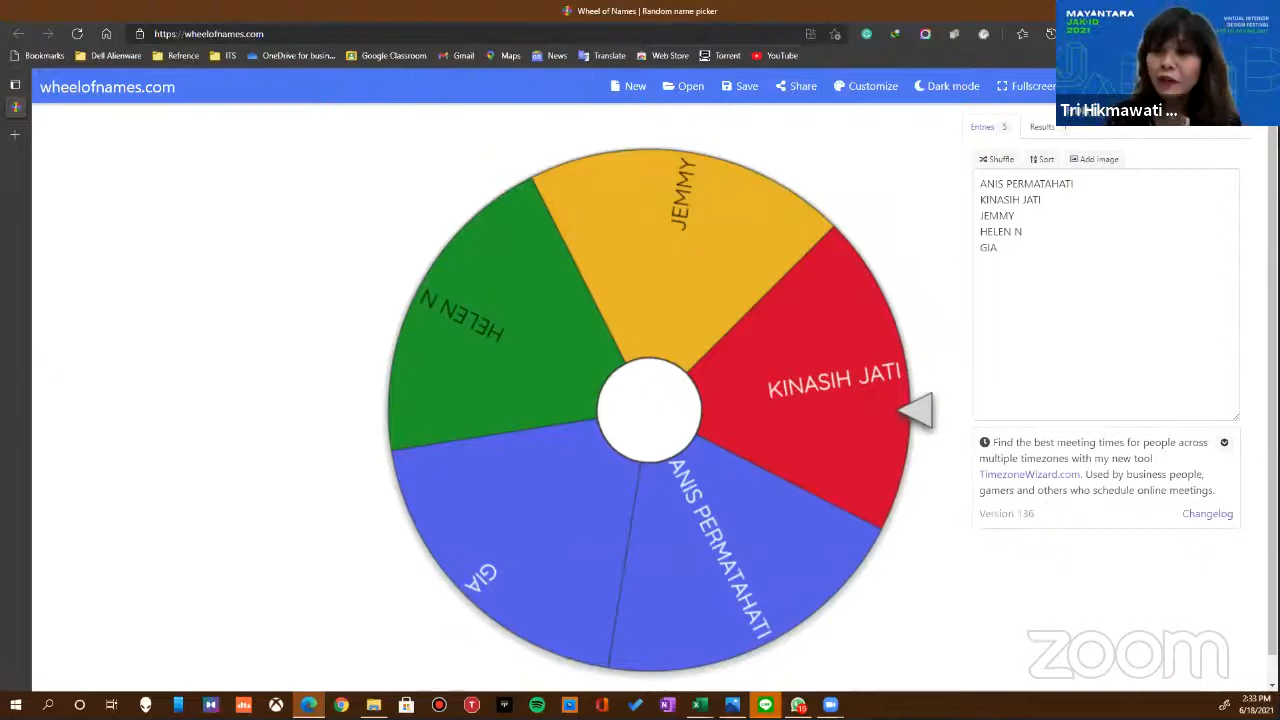 Wheel of Names | Random name picker
https://wheelofnames.com
Bookmarks
Dell Alienware
Refrence
ITS
OneDrive for busin...
Google Classroom
Gmail
Maps
News
Translate
Web Store
Torrent
YouTube
wheelofnames.com
New
Open
Save
Share
Customize
Dark mode
Fullscreen
MAYANTARA
JAK-ID
2021
VIRTUAL INTERIOR
DESIGN FESTIVAL
Tri Hikmawati ...
Entries 5
Results
Shuffle
Sort
Add image
ANIS PERMATAHATI
KINASIH JATI
JEMMY
HELEN N
GIA
JEMMY
HELEN N
KINASIH JATI
ANIS PERMATAHATI
GIA
Find the best meeting times for people across
multiple timezones with my new tool
TimezoneWizard.com. Used by business people,
gamers and others who schedule online meetings.
Version 136
Changelog
zoom
2:33 PM
6/18/2021